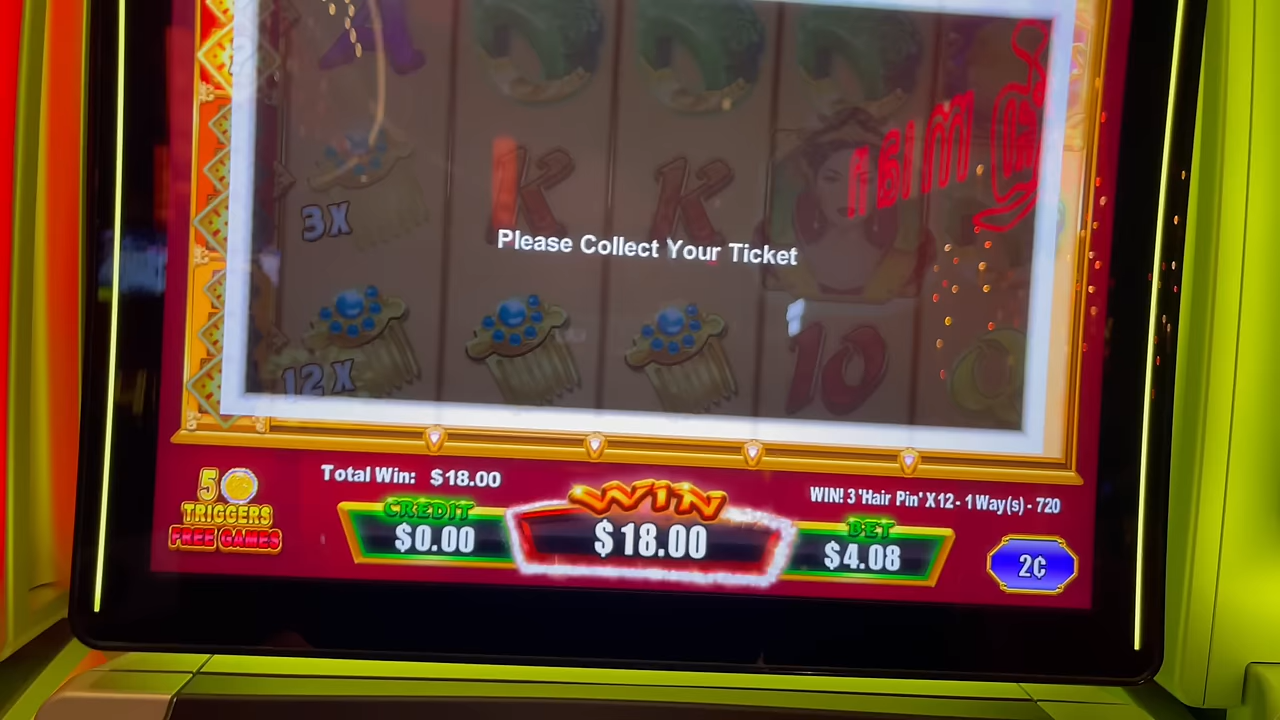 K
K
3X
Please Collect Your Ticket
12X
10
Total Win: $18.00
WIN! 3 'Hair Pin' X 12 - 1 Way(s) - 720
5
TRIGGERS
FREE GAMES
CREDIT
$0.00
WIN
$18.00
BET
$4.08
2¢